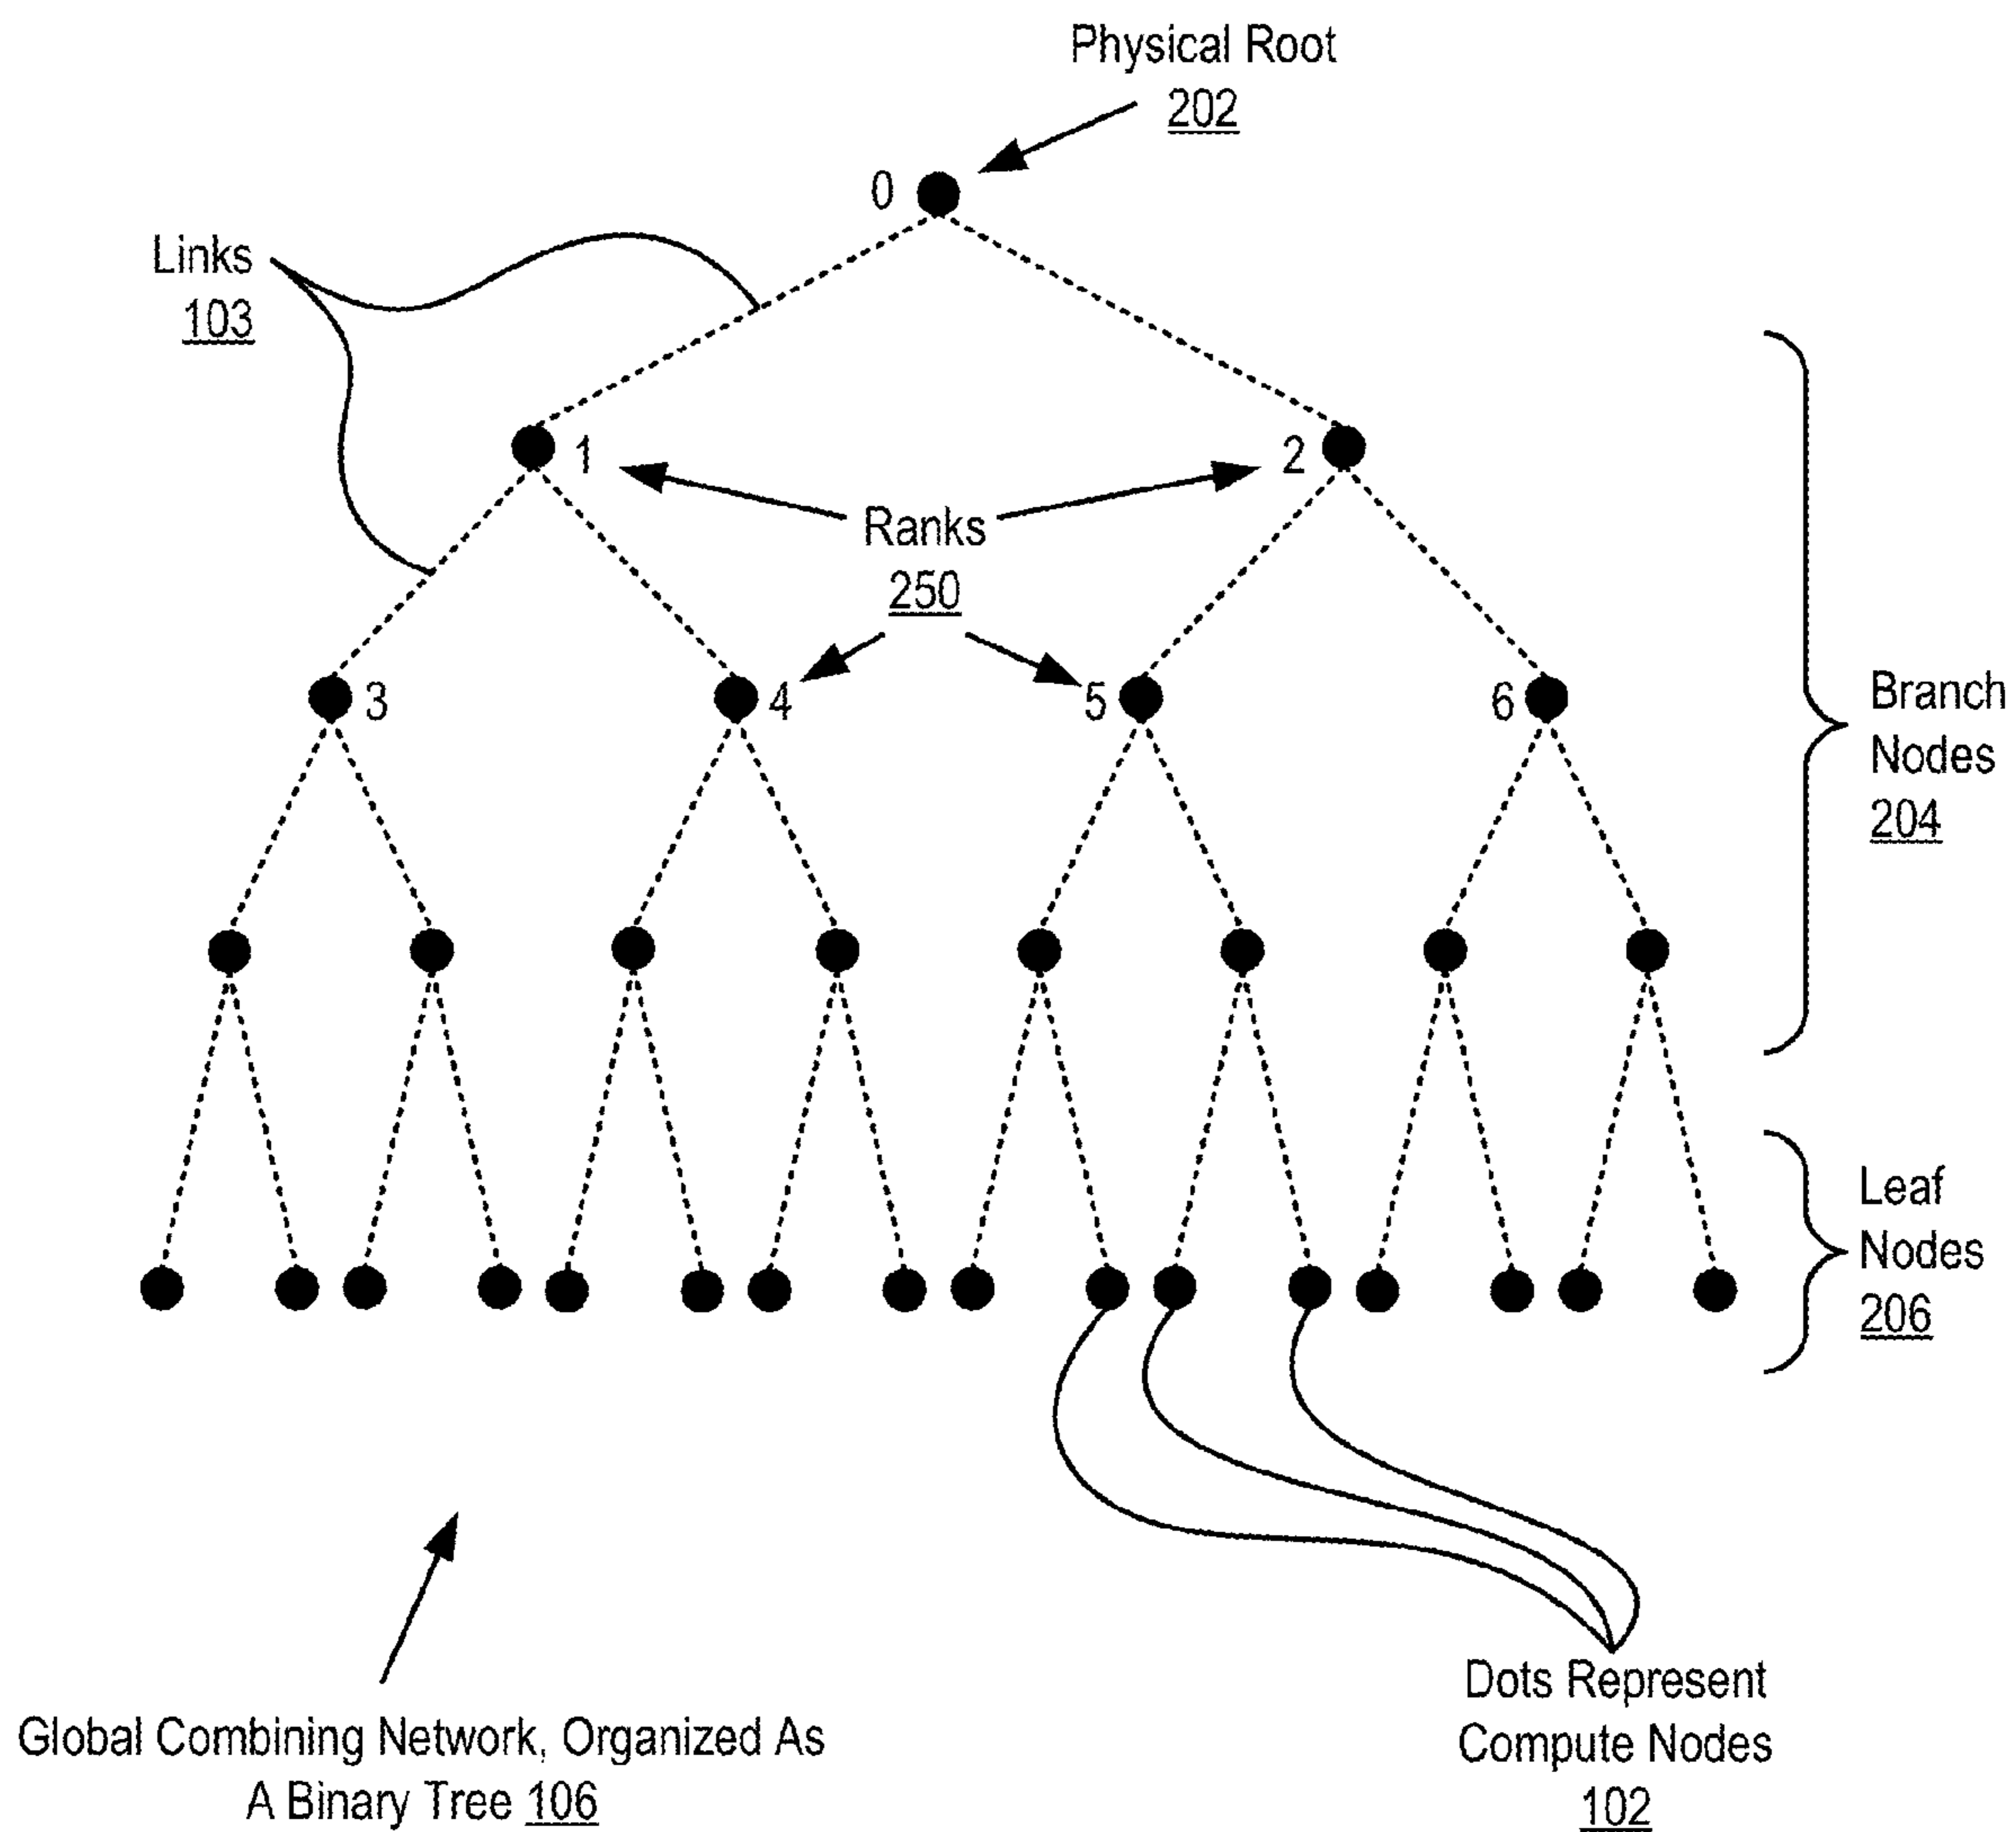 Physical Root
202
0
Links
103
1
2
Ranks
250
3
4
5
6
Branch
Nodes
204
Leaf
Nodes
206
Global Combining Network, Organized As
A Binary Tree 106
Dots Represent
Compute Nodes
102